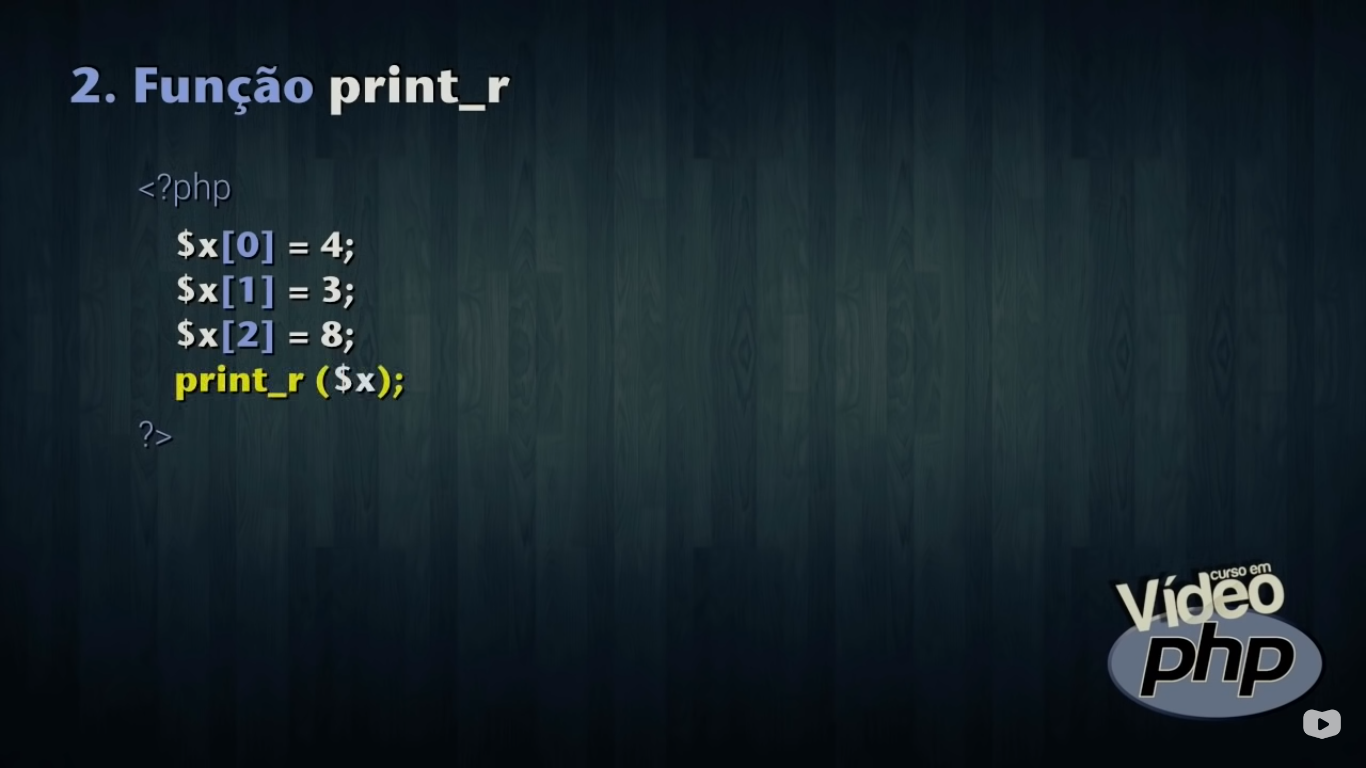 2. Função print_r
<?php
$x[0] = 4;
$x[1] = 3;
$x[2] = 8;
print_r ($x);
?>
curso em
Vídeo
php